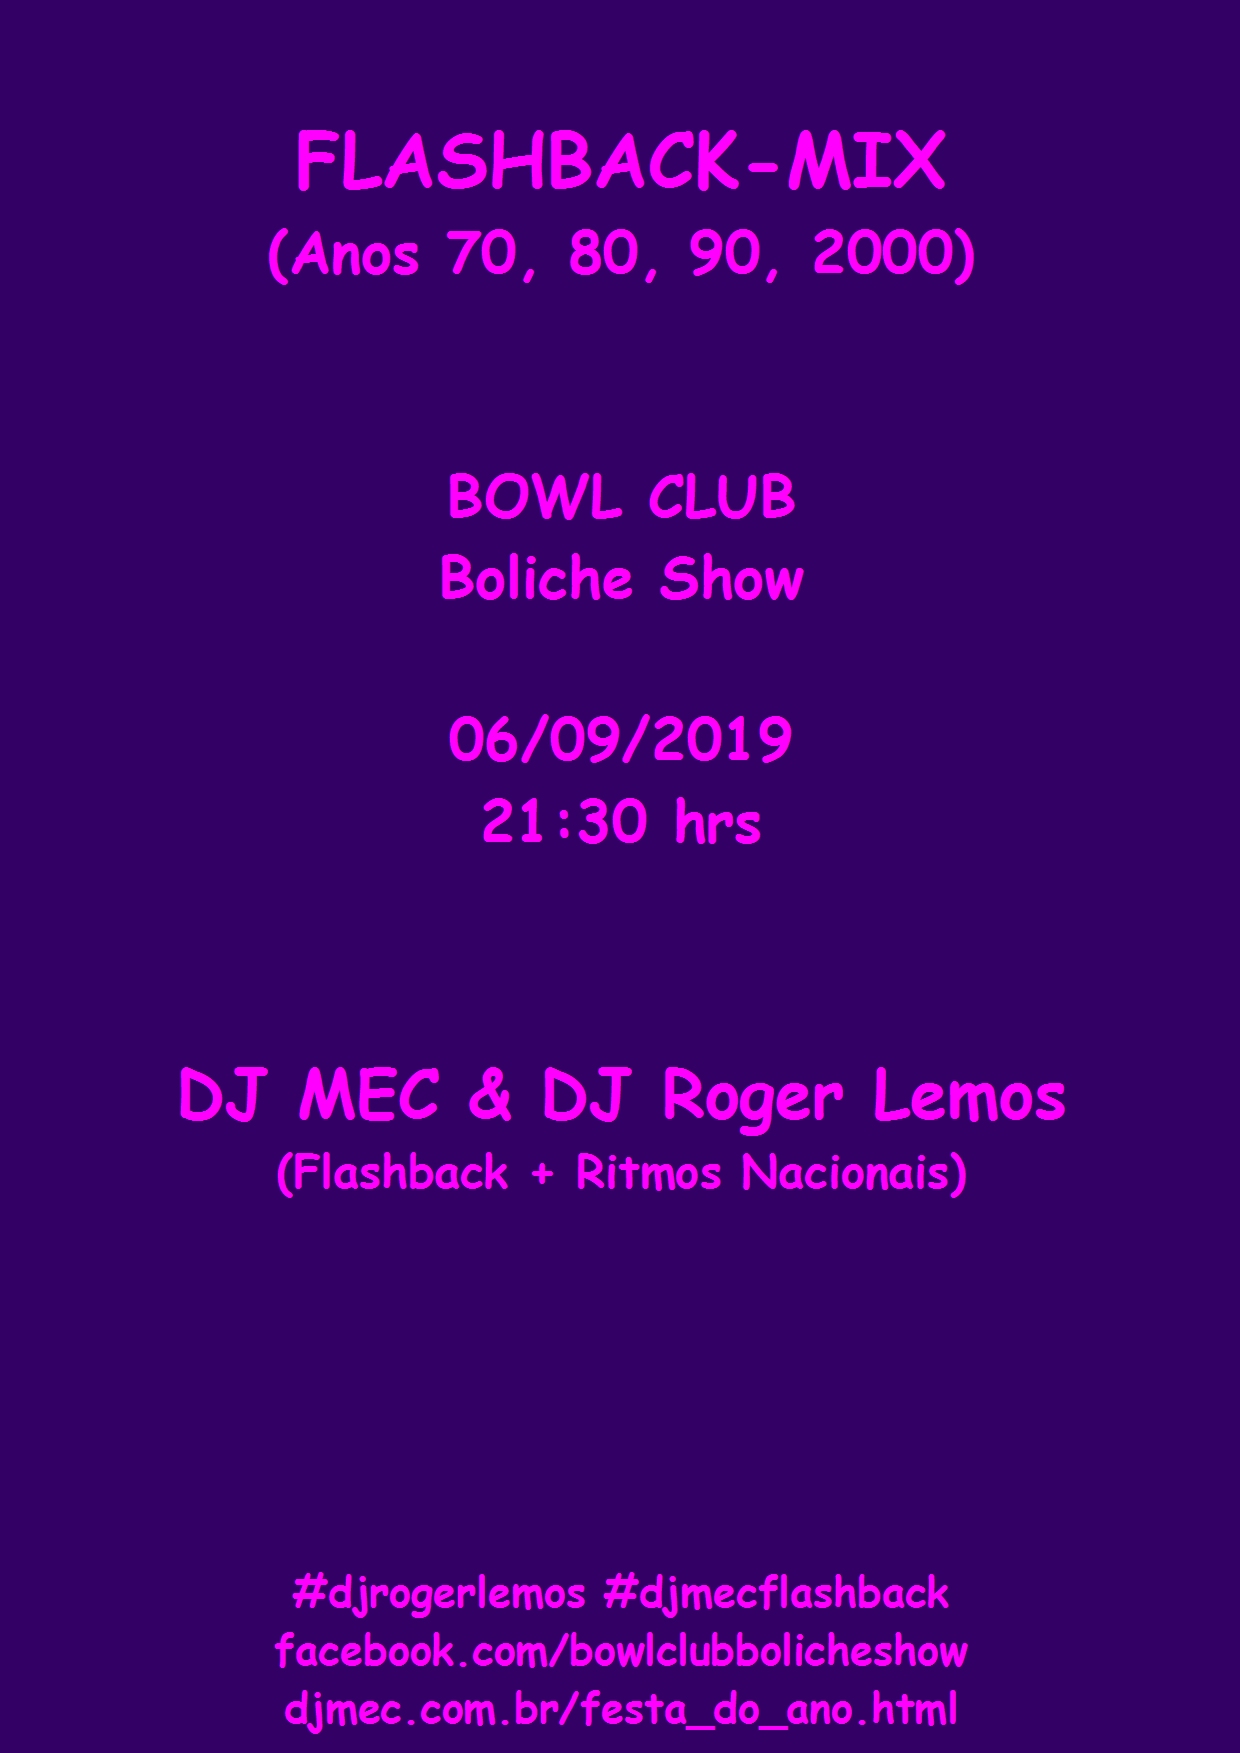 FLASHBACK-MIX
(Anos 70, 80, 90, 2000)
BOWL CLUB
Boliche Show
06/09/2019
21:30 hrs
DJ MEC & DJ Roger Lemos
(Flashback + Ritmos Nacionais)
#djrogerlemos #djmecflashback
facebook.com/bowlclubbolicheshow
djmec.com.br/festa_do_ano.html